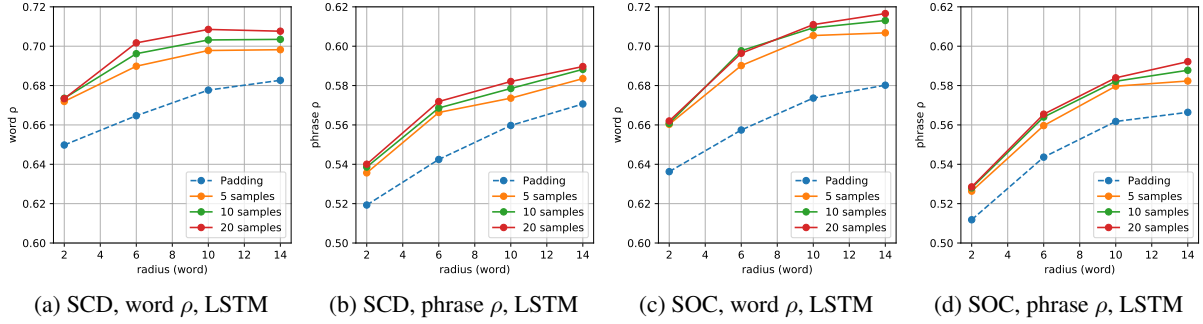 0.72
0.70
0.68
0.66
0.64
0.62
0.60
word ρ
2 4 6 8 10 12 14
radius (word)
Padding
5 samples
10 samples
20 samples
(a) SCD, word ρ, LSTM
0.62
0.60
0.58
0.56
0.54
0.52
0.50
phrase ρ
2 4 6 8 10 12 14
radius (word)
Padding
5 samples
10 samples
20 samples
(b) SCD, phrase ρ, LSTM
0.72
0.70
0.68
0.66
0.64
0.62
0.60
word ρ
2 4 6 8 10 12 14
radius (word)
Padding
5 samples
10 samples
20 samples
(c) SOC, word ρ, LSTM
0.62
0.60
0.58
0.56
0.54
0.52
0.50
phrase ρ
2 4 6 8 10 12 14
radius (word)
Padding
5 samples
10 samples
20 samples
(d) SOC, phrase ρ, LSTM